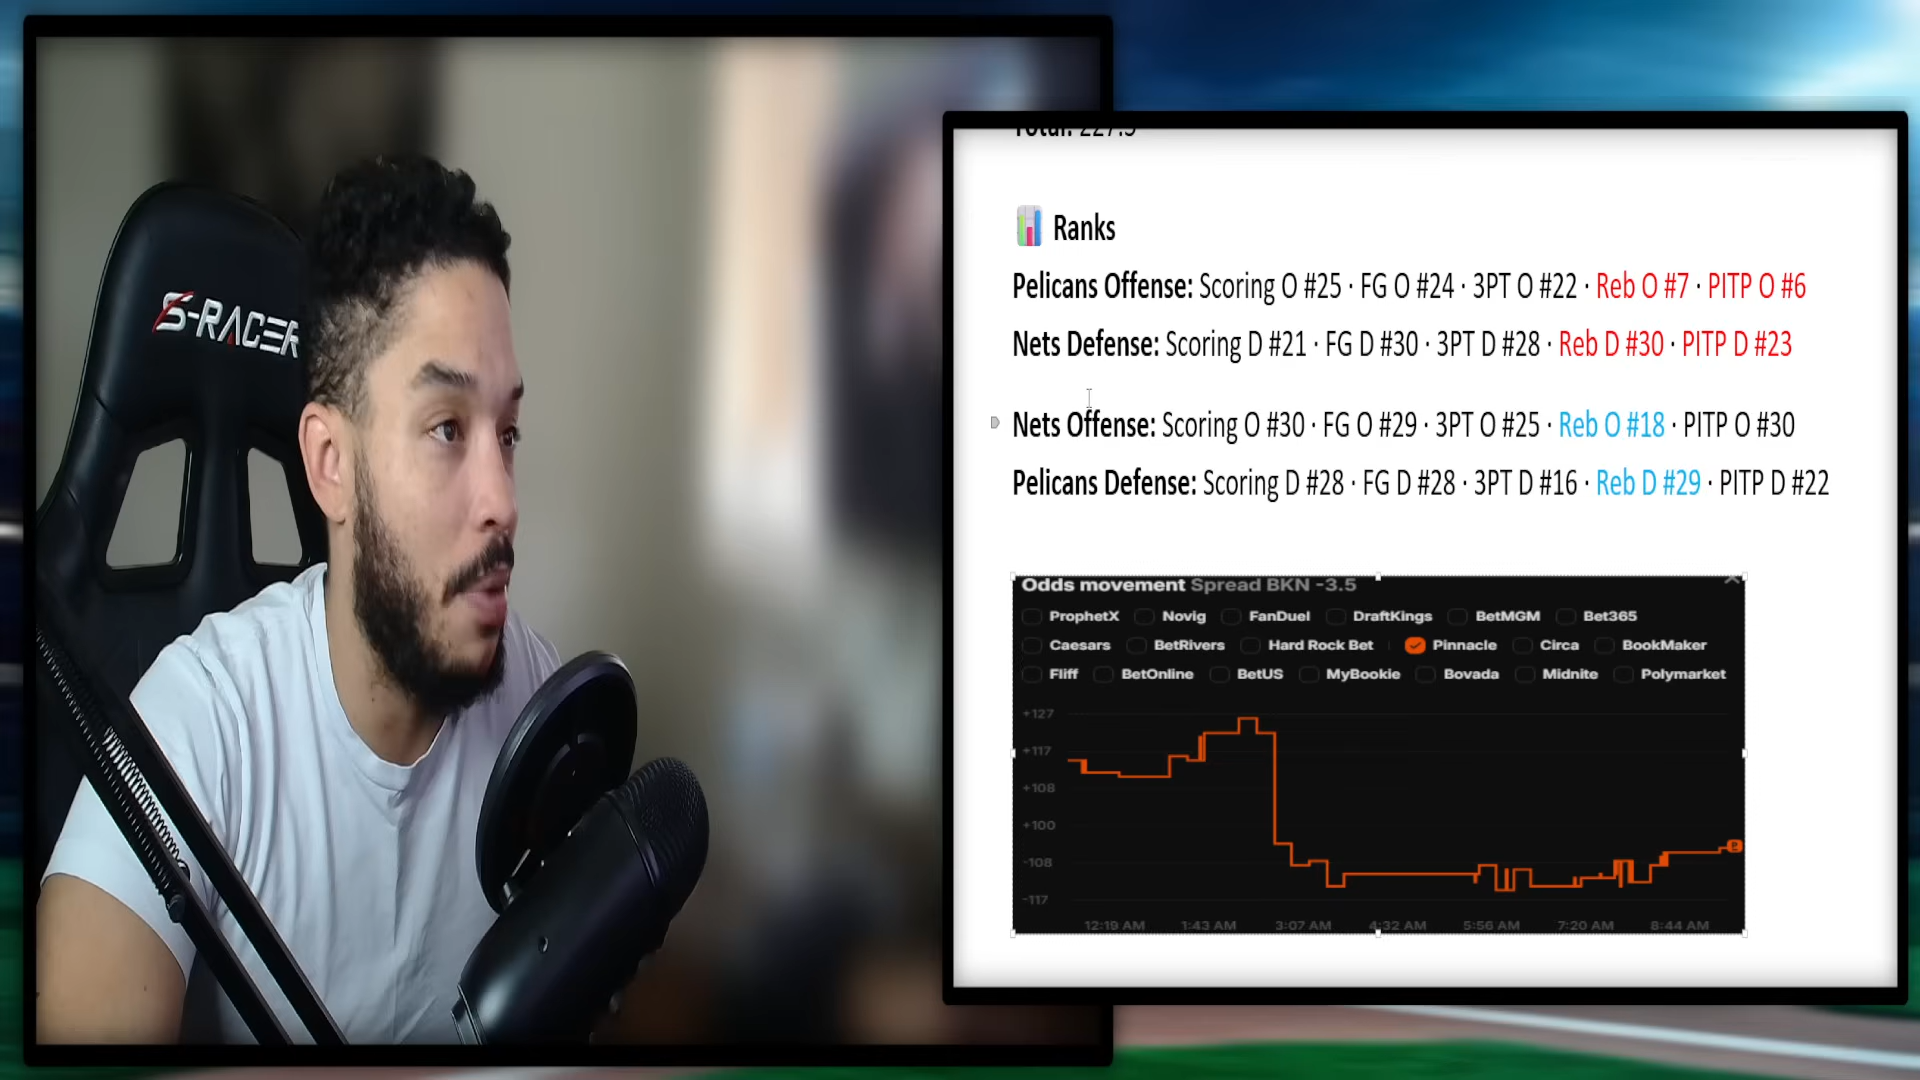 S-RACER
Total: 227.5
Ranks
Pelicans Offense: Scoring O #25 · FG O #24 · 3PT O #22 · Reb O #7 · PITP O #6
Nets Defense: Scoring D #21 · FG D #30 · 3PT D #28 · Reb D #30 · PITP D #23
Nets Offense: Scoring O #30 · FG O #29 · 3PT O #25 · Reb O #18 · PITP O #30
Pelicans Defense: Scoring D #28 · FG D #28 · 3PT D #16 · Reb D #29 · PITP D #22
Odds movement Spread BKN -3.5
ProphetX Novig FanDuel DraftKings BetMGM Bet365
Caesars BetRivers Hard Rock Bet Pinnacle Circa BookMaker
Fliff BetOnline BetUS MyBookie Bovada Midnite Polymarket
+127
+117
+108
+100
-108
-117
12:19 AM 1:43 AM 3:07 AM 4:32 AM 5:56 AM 7:20 AM 8:44 AM